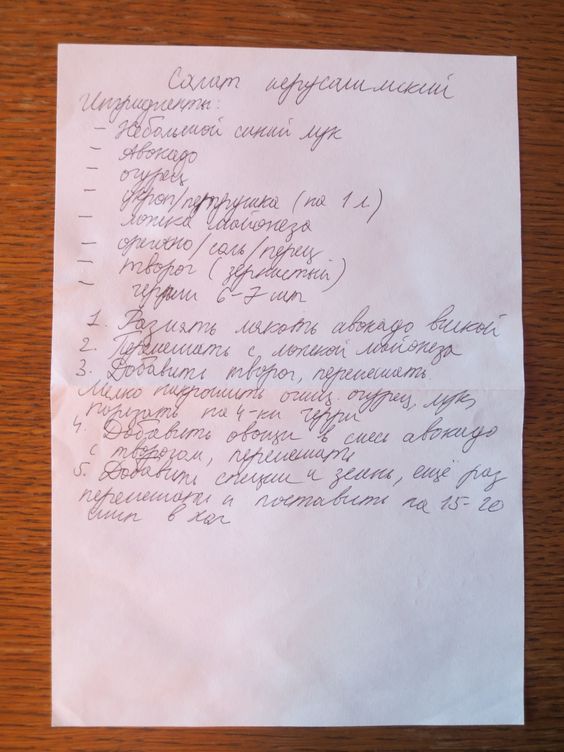 Салат иерусалимский
Ингридиенты:
- Небольшой синий лук
- Авокадо
- огурец
- укроп/петрушка (по 1 л)
- ложка майонеза
- орегано/соль/перец
- творог (зернистый)
- черри 6-7 шт
1. Размять мякоть авокадо вилкой
2. Перемешать с ложкой майонеза
3. Добавить творог, перемешать.
Мелко покрошить очищ. огурец, лук,
порезать на 4-ки черри
4. Добавить овощи в смесь авокадо
с творогом, перемешать
5. Добавить специи и зелень, ещё раз
перемешать и поставить на 15-20
мин в хол